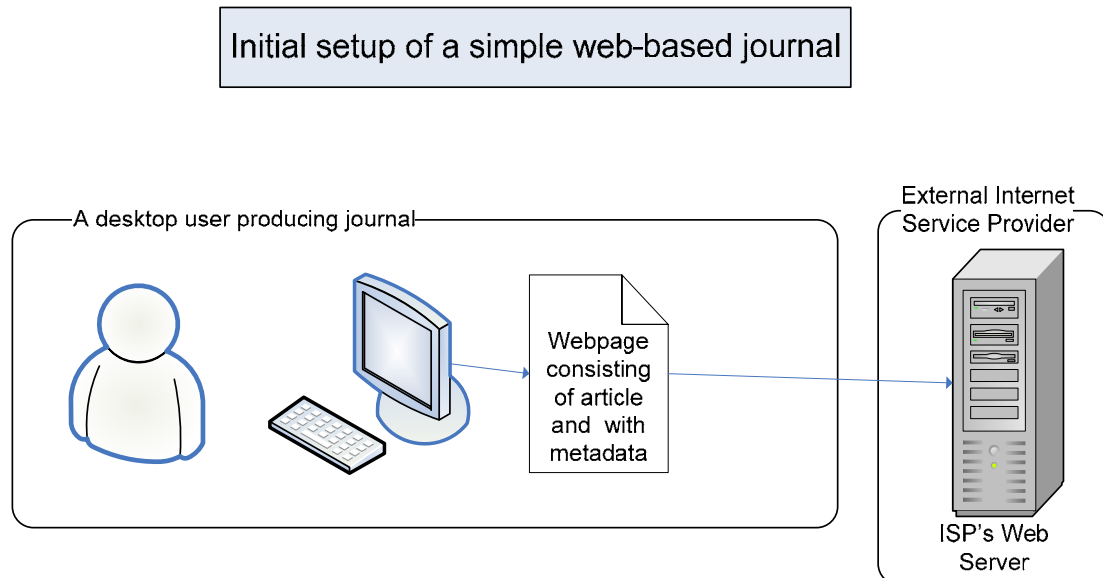 Initial setup of a simple web-based journal
A desktop user producing journal
External Internet
Service Provider
Webpage
consisting
of article
and with
metadata
ISP's Web
Server